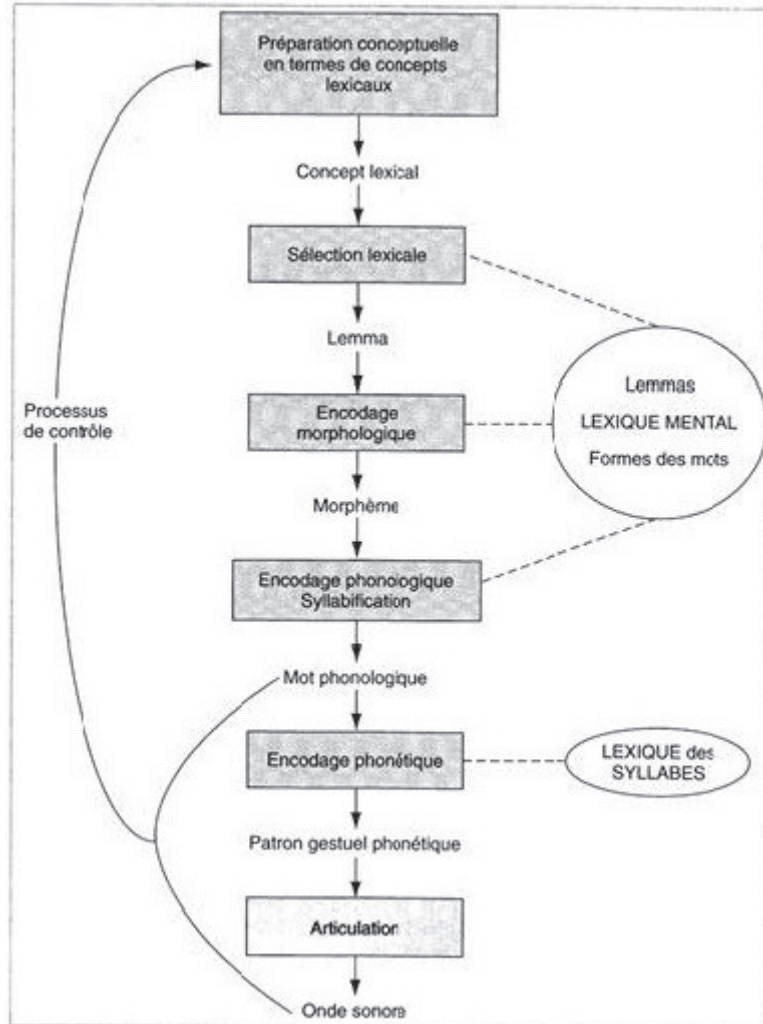 Préparation conceptuelle
en termes de concepts
lexicaux
Concept lexical
Sélection lexicale
Lemma
Lemmas
Processus
de contrôle
Encodage
morphologique
LEXIQUE MENTAL
Formes des mots
Morphème
Encodage phonologique
Syllabification
Mot phonologique
Encodage phonétique
LEXIQUE des
SYLLABES
Patron gestuel phonétique
Articulation
Onde sonore